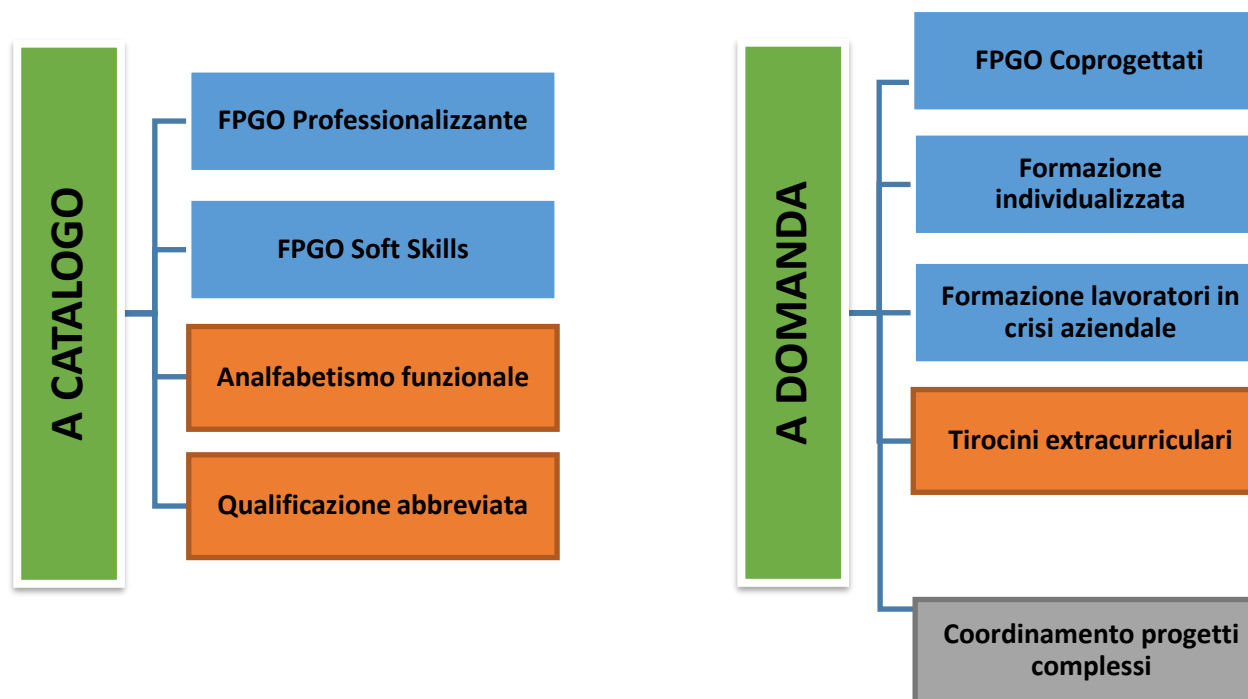 A CATALOGO
FPGO Professionalizzante
FPGO Soft Skills
Analfabetismo funzionale
Qualificazione abbreviata
A DOMANDA
FPGO Coprogettati
Formazione
individualizzata
Formazione lavoratori in
crisi aziendale
Tirocini extracurriculari
Coordinamento progetti
complessi